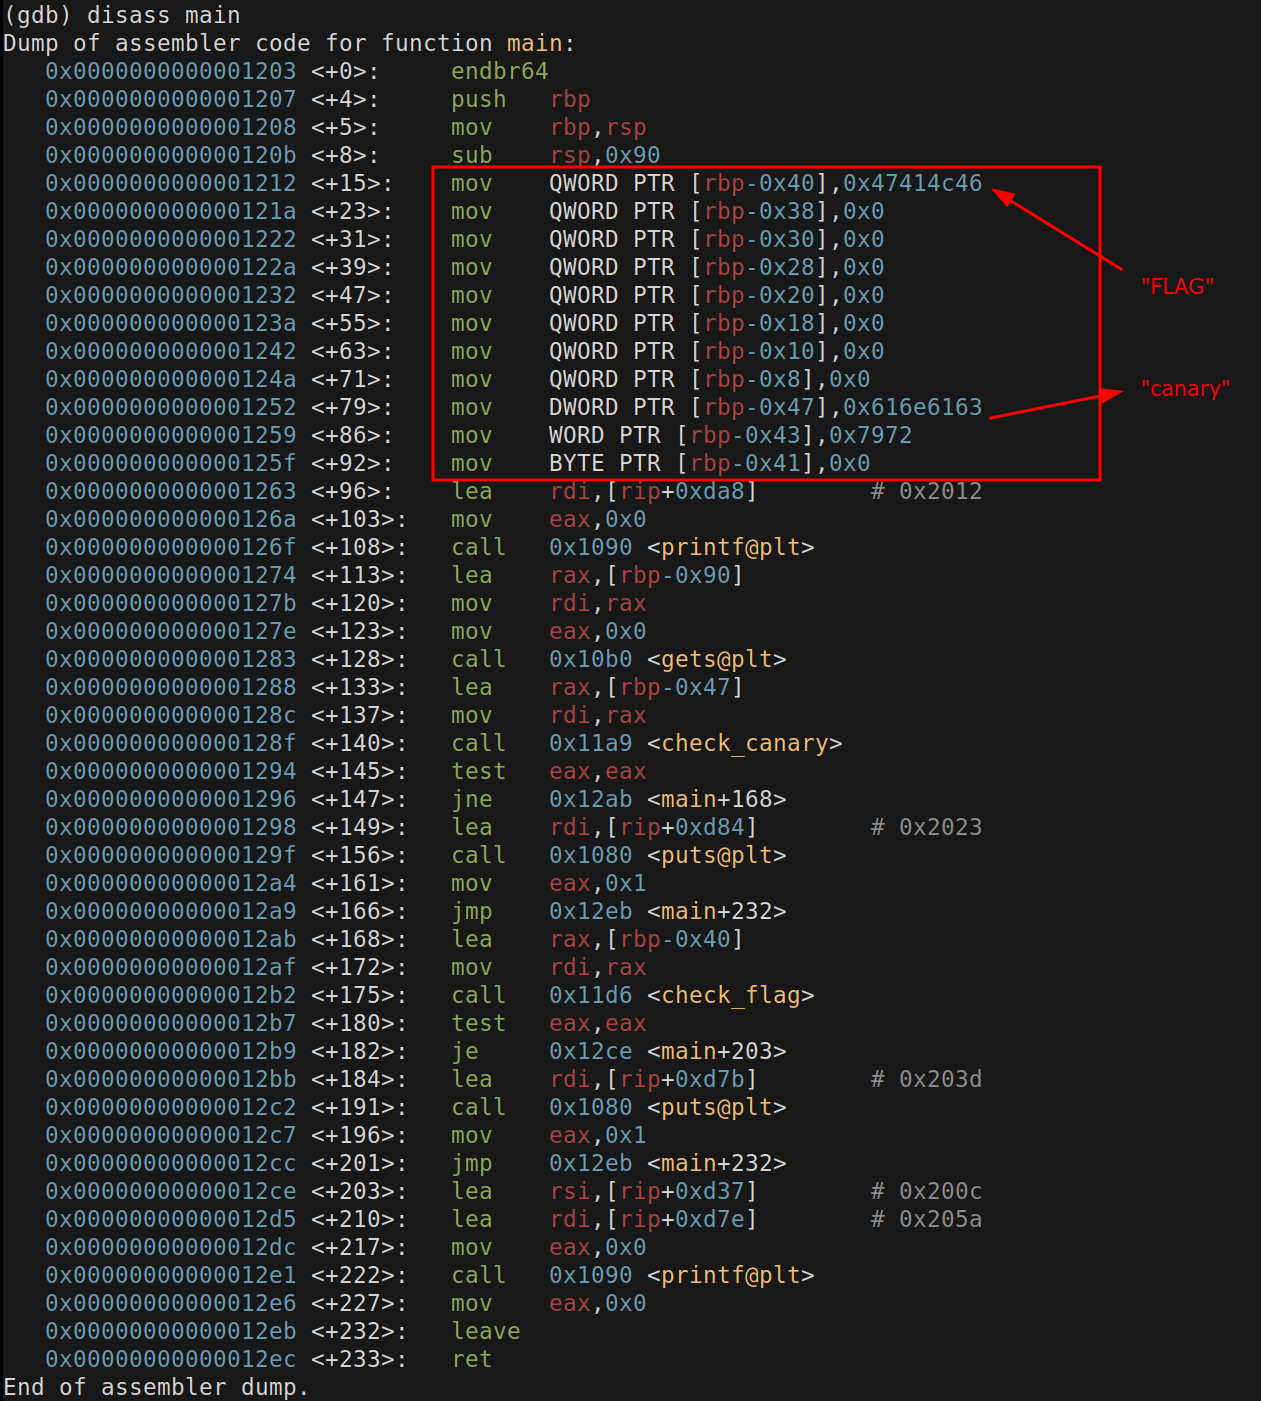 (gdb) disass main
Dump of assembler code for function main:
   0x0000000000001203 <+0>:     endbr64
   0x0000000000001207 <+4>:     push   rbp
   0x0000000000001208 <+5>:     mov    rbp,rsp
   0x000000000000120b <+8>:     sub    rsp,0x90
   0x0000000000001212 <+15>:    mov    QWORD PTR [rbp-0x40],0x47414c46
   0x000000000000121a <+23>:    mov    QWORD PTR [rbp-0x38],0x0
   0x0000000000001222 <+31>:    mov    QWORD PTR [rbp-0x30],0x0
   0x000000000000122a <+39>:    mov    QWORD PTR [rbp-0x28],0x0
   0x0000000000001232 <+47>:    mov    QWORD PTR [rbp-0x20],0x0
"FLAG"
   0x000000000000123a <+55>:    mov    QWORD PTR [rbp-0x18],0x0
   0x0000000000001242 <+63>:    mov    QWORD PTR [rbp-0x10],0x0
   0x000000000000124a <+71>:    mov    QWORD PTR [rbp-0x8],0x0
"canary"
   0x0000000000001252 <+79>:    mov    DWORD PTR [rbp-0x47],0x616e6163
   0x0000000000001259 <+86>:    mov    WORD PTR [rbp-0x43],0x7972
   0x000000000000125f <+92>:    mov    BYTE PTR [rbp-0x41],0x0
   0x0000000000001263 <+96>:    lea    rdi,[rip+0xda8]        # 0x2012
   0x000000000000126a <+103>:   mov    eax,0x0
   0x000000000000126f <+108>:   call   0x1090 <printf@plt>
   0x0000000000001274 <+113>:   lea    rax,[rbp-0x90]
   0x000000000000127b <+120>:   mov    rdi,rax
   0x000000000000127e <+123>:   mov    eax,0x0
   0x0000000000001283 <+128>:   call   0x10b0 <gets@plt>
   0x0000000000001288 <+133>:   lea    rax,[rbp-0x47]
   0x000000000000128c <+137>:   mov    rdi,rax
   0x000000000000128f <+140>:   call   0x11a9 <check_canary>
   0x0000000000001294 <+145>:   test   eax,eax
   0x0000000000001296 <+147>:   jne    0x12ab <main+168>
   0x0000000000001298 <+149>:   lea    rdi,[rip+0xd84]        # 0x2023
   0x000000000000129f <+156>:   call   0x1080 <puts@plt>
   0x00000000000012a4 <+161>:   mov    eax,0x1
   0x00000000000012a9 <+166>:   jmp    0x12eb <main+232>
   0x00000000000012ab <+168>:   lea    rax,[rbp-0x40]
   0x00000000000012af <+172>:   mov    rdi,rax
   0x00000000000012b2 <+175>:   call   0x11d6 <check_flag>
   0x00000000000012b7 <+180>:   test   eax,eax
   0x00000000000012b9 <+182>:   je     0x12ce <main+203>
   0x00000000000012bb <+184>:   lea    rdi,[rip+0xd7b]        # 0x203d
   0x00000000000012c2 <+191>:   call   0x1080 <puts@plt>
   0x00000000000012c7 <+196>:   mov    eax,0x1
   0x00000000000012cc <+201>:   jmp    0x12eb <main+232>
   0x00000000000012ce <+203>:   lea    rsi,[rip+0xd37]        # 0x200c
   0x00000000000012d5 <+210>:   lea    rdi,[rip+0xd7e]        # 0x205a
   0x00000000000012dc <+217>:   mov    eax,0x0
   0x00000000000012e1 <+222>:   call   0x1090 <printf@plt>
   0x00000000000012e6 <+227>:   mov    eax,0x0
   0x00000000000012eb <+232>:   leave
   0x00000000000012ec <+233>:   ret
End of assembler dump.